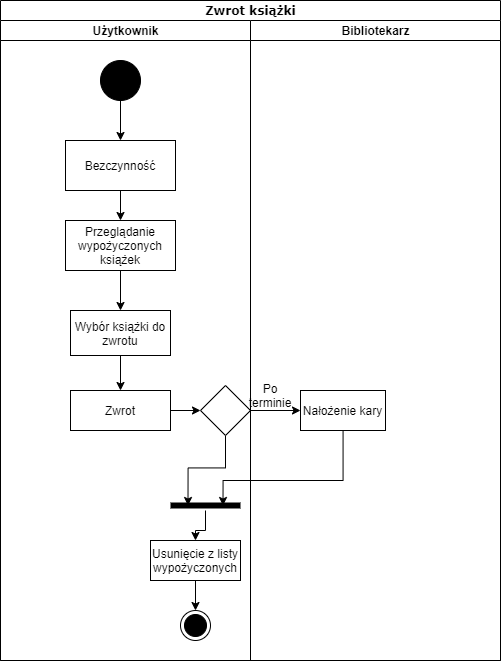 Zwrot książki
Użytkownik
Bibliotekarz
Bezczynność
Przeglądanie
wypożyczonych
książek
Wybór książki do
zwrotu
Zwrot
Po
terminie
Nałożenie kary
Usunięcie z listy
wypożyczonych